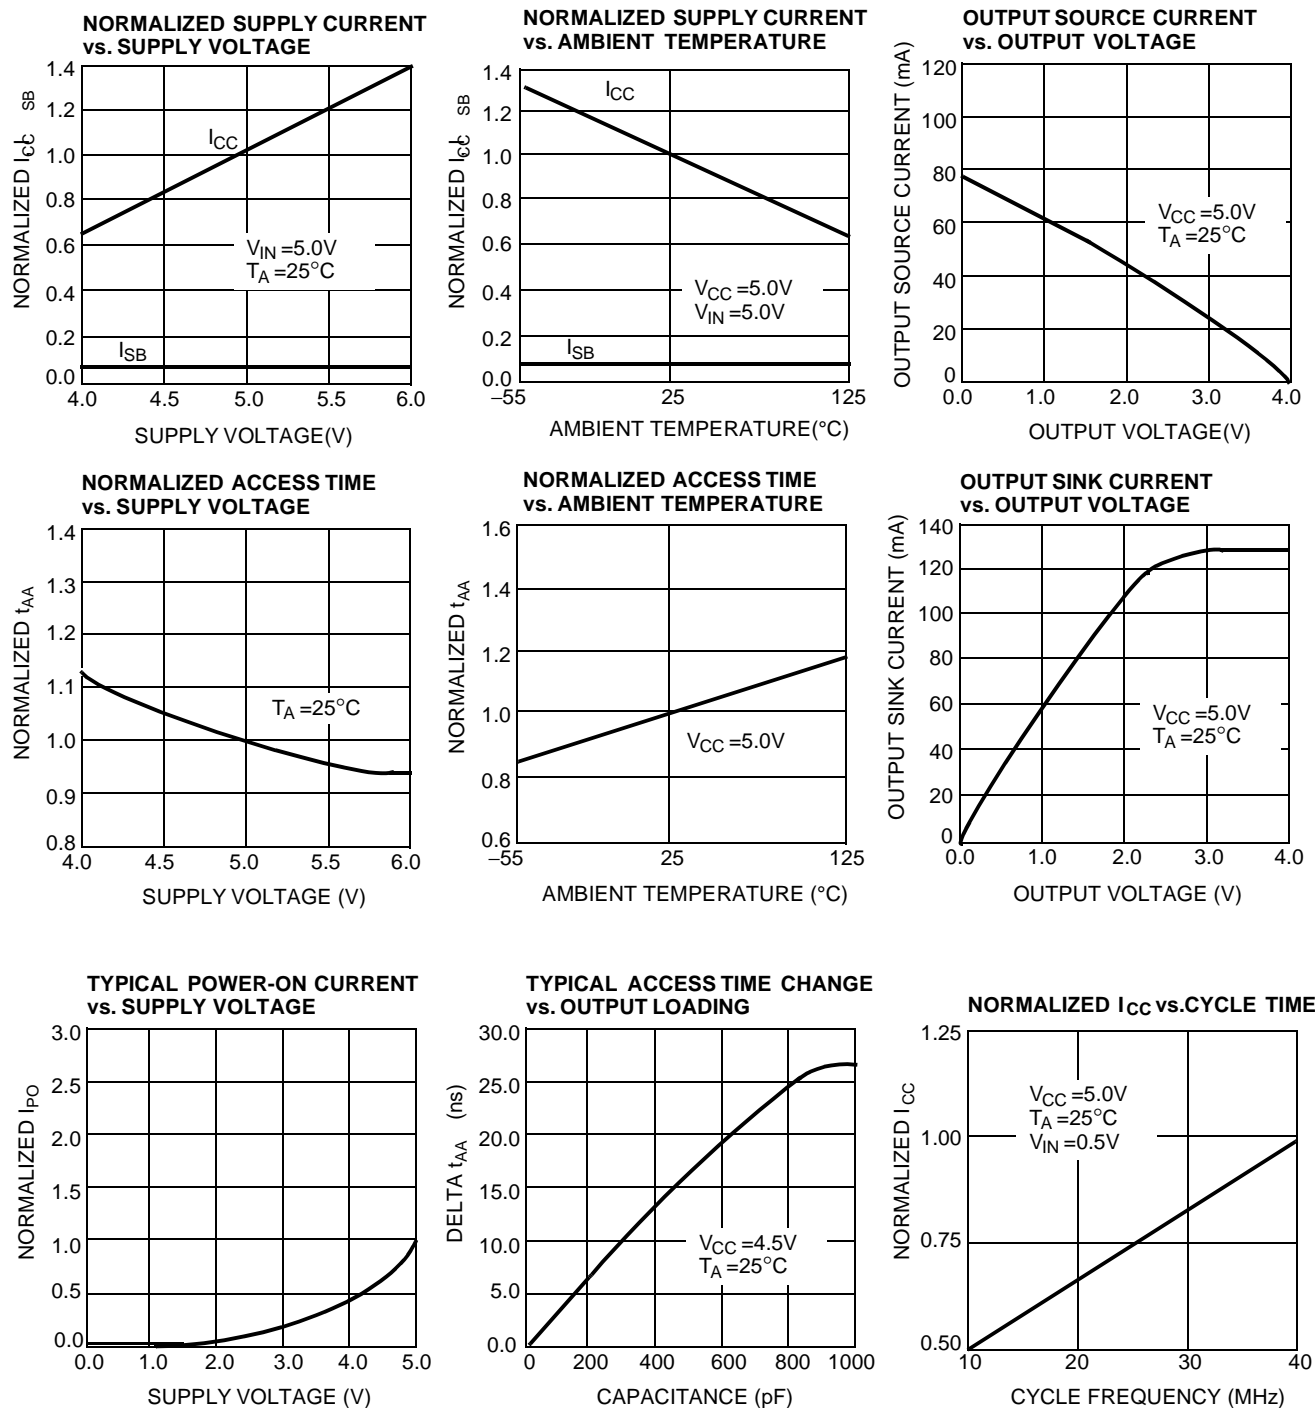 NORMALIZED SUPPLY CURRENT
vs. SUPPLY VOLTAGE
NORMALIZED I CC I SB
1.4
1.2
1.0
0.8
0.6
0.4
0.2
0.0
ICC
VIN =5.0V
TA =25°C
ISB
4.0 4.5 5.0 5.5 6.0
SUPPLY VOLTAGE(V)
NORMALIZED SUPPLY CURRENT
vs. AMBIENT TEMPERATURE
NORMALIZED I CC I SB
1.4
1.2
1.0
0.8
0.6
0.4
0.2
0.0
ICC
VCC =5.0V
VIN =5.0V
ISB
–55 25 125
AMBIENT TEMPERATURE(°C)
OUTPUT SOURCE CURRENT
vs. OUTPUT VOLTAGE
OUTPUT SOURCE CURRENT (mA)
120
100
80
60
40
20
0
VCC =5.0V
TA =25°C
0.0 1.0 2.0 3.0 4.0
OUTPUT VOLTAGE(V)
NORMALIZED ACCESS TIME
vs. SUPPLY VOLTAGE
NORMALIZED tAA
1.4
1.3
1.2
1.1
1.0
0.9
0.8
TA =25°C
4.0 4.5 5.0 5.5 6.0
SUPPLY VOLTAGE (V)
NORMALIZED ACCESS TIME
vs. AMBIENT TEMPERATURE
NORMALIZED tAA
1.6
1.4
1.2
1.0
0.8
0.6
VCC =5.0V
–55 25 125
AMBIENT TEMPERATURE (°C)
OUTPUT SINK CURRENT
vs. OUTPUT VOLTAGE
OUTPUT SINK CURRENT (mA)
140
120
100
80
60
40
20
0
VCC =5.0V
TA =25°C
0.0 1.0 2.0 3.0 4.0
OUTPUT VOLTAGE (V)
TYPICAL POWER-ON CURRENT
vs. SUPPLY VOLTAGE
NORMALIZED IPO
3.0
2.5
2.0
1.5
1.0
0.5
0.0
0.0 1.0 2.0 3.0 4.0 5.0
SUPPLY VOLTAGE (V)
TYPICAL ACCESS TIME CHANGE
vs. OUTPUT LOADING
DELTA tAA (ns)
30.0
25.0
20.0
15.0
10.0
5.0
0.0
VCC =4.5V
TA =25°C
0 200 400 600 800 1000
CAPACITANCE (pF)
NORMALIZED ICC vs.CYCLE TIME
NORMALIZED ICC
1.25
1.00
0.75
0.50
VCC =5.0V
TA =25°C
VIN =0.5V
10 20 30 40
CYCLE FREQUENCY (MHz)